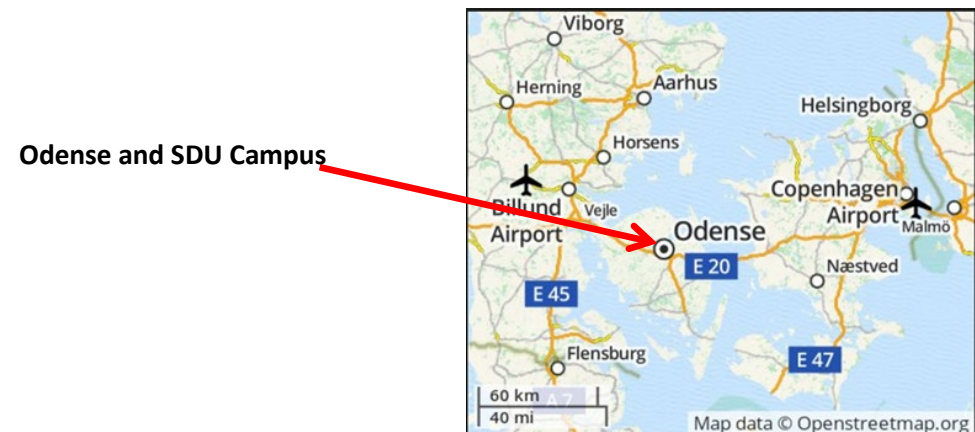 Odense and SDU Campus
Viborg
Herning
Aarhus
Helsingborg
Horsens
Copenhagen
Airport
Malmö
Billund
Airport
Vejle
Odense
E 20
Næstved
E 45
Flensburg
E 47
60 km
40 mi
A 7
Map data © Openstreetmap.org